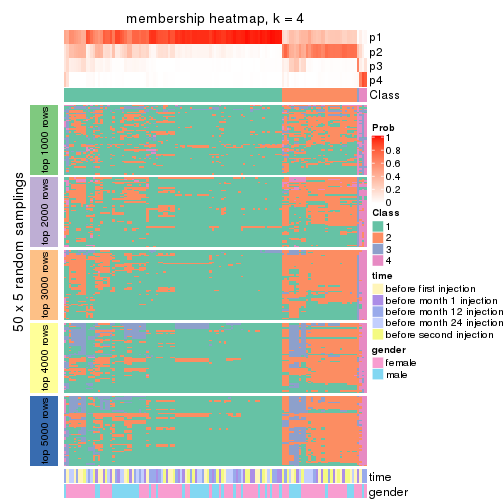 membership heatmap, k = 4
p1
p2
p3
p4
Class
50 x 5 random samplings
top 1000 rows
top 2000 rows
top 3000 rows
top 4000 rows
top 5000 rows
time
gender
Prob
1
0.8
0.6
0.4
0.2
0
Class
1
2
3
4
time
before first injection
before month 1 injection
before month 12 injection
before month 24 injection
before second injection
gender
female
male